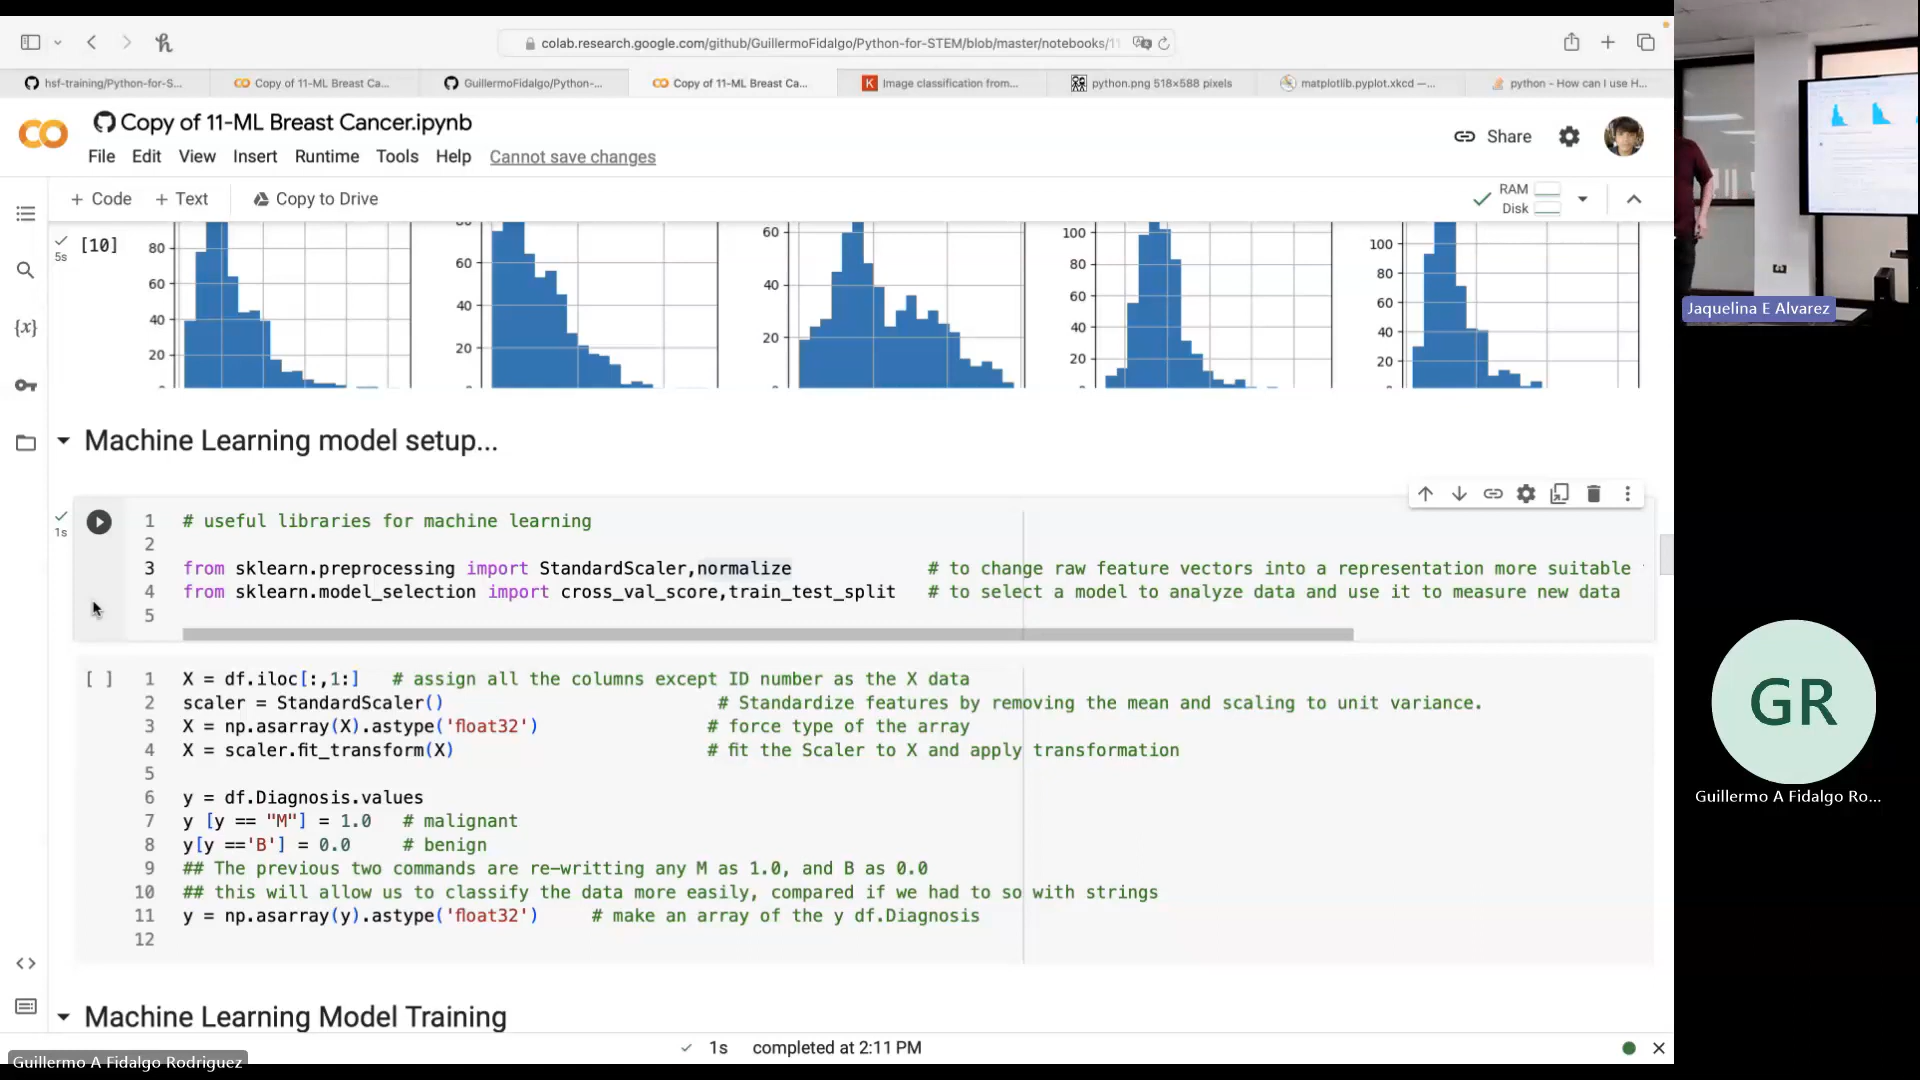 colab.research.google.com/github/GuillermoFidalgo/Python-for-STEM/blob/master/notebooks/11
hsf-training/Python-for-S...
Copy of 11-ML Breast Ca...
GuillermoFidalgo/Python-...
Copy of 11-ML Breast Ca...
Image classification from...
python.png 518×588 pixels
matplotlib.pyplot.xkcd —...
python - How can I use H...
Copy of 11-ML Breast Cancer.ipynb
Share
File Edit View Insert Runtime Tools Help Cannot save changes
+ Code + Text Copy to Drive
RAM
Disk
[10]
5s
80
60
40
20
60
40
20
60
40
20
100
80
60
40
20
100
80
60
40
20
Jaquelina E Alvarez
Machine Learning model setup...
1s
1 # useful libraries for machine learning
2
3 from sklearn.preprocessing import StandardScaler,normalize # to change raw feature vectors into a representation more suitable
4 from sklearn.model_selection import cross_val_score,train_test_split # to select a model to analyze data and use it to measure new data
5
[ ]
1 X = df.iloc[:,1:] # assign all the columns except ID number as the X data
2 scaler = StandardScaler() # Standardize features by removing the mean and scaling to unit variance.
3 X = np.asarray(X).astype('float32') # force type of the array
4 X = scaler.fit_transform(X) # fit the Scaler to X and apply transformation
5
6 y = df.Diagnosis.values
7 y [y == "M"] = 1.0 # malignant
8 y[y =='B'] = 0.0 # benign
9 ## The previous two commands are re-writting any M as 1.0, and B as 0.0
10 ## this will allow us to classify the data more easily, compared if we had to so with strings
11 y = np.asarray(y).astype('float32') # make an array of the y df.Diagnosis
12
GR
Guillermo A Fidalgo Ro...
Machine Learning Model Training
1s completed at 2:11 PM
Guillermo A Fidalgo Rodriguez